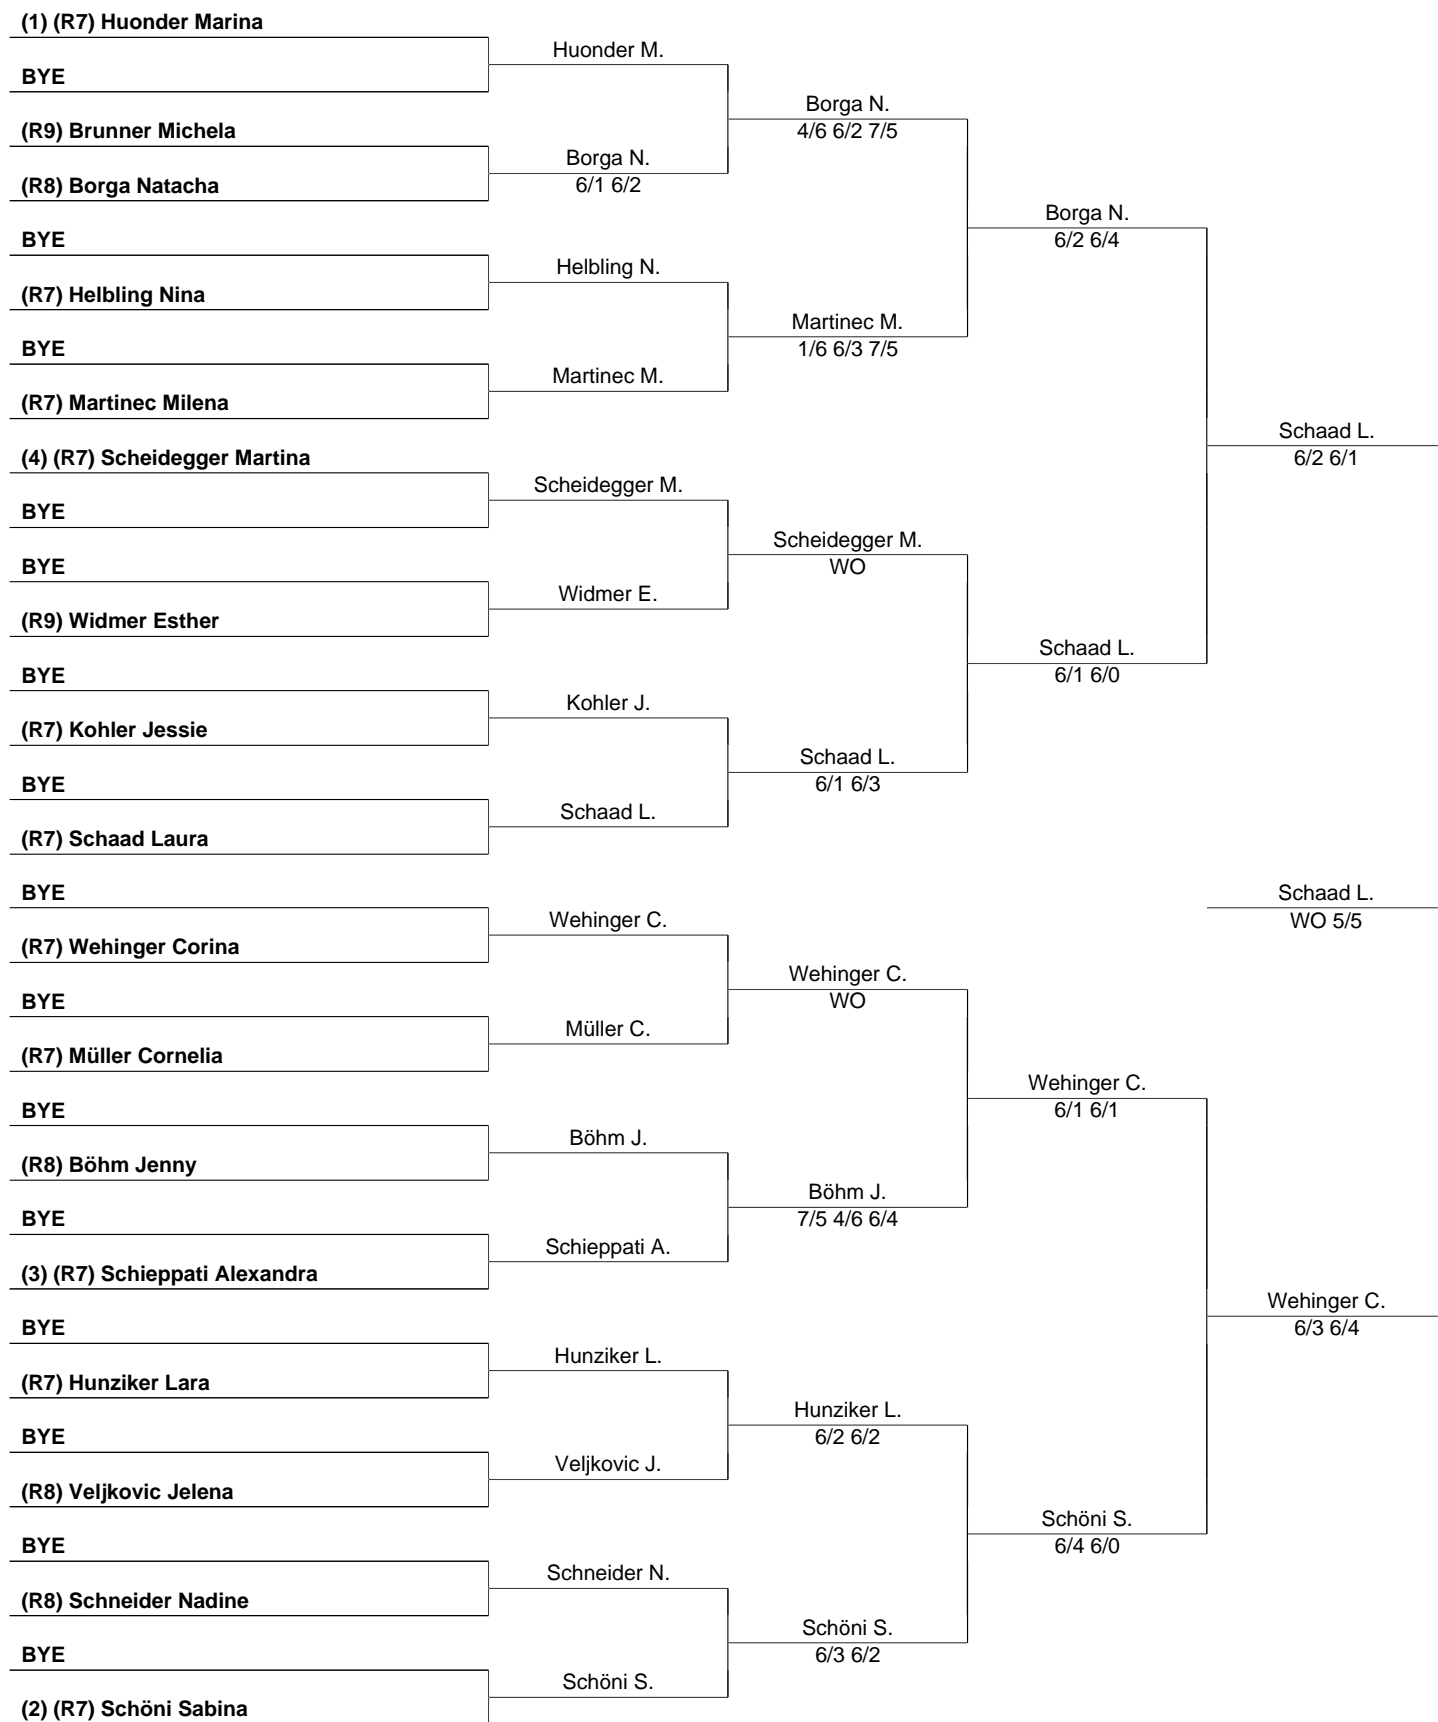 (1) (R7) Huonder Marina
BYE
(R9) Brunner Michela
(R8) Borga Natacha
BYE
(R7) Helbling Nina
BYE
(R7) Martinec Milena
(4) (R7) Scheidegger Martina
BYE
BYE
(R9) Widmer Esther
BYE
(R7) Kohler Jessie
BYE
(R7) Schaad Laura
BYE
(R7) Wehinger Corina
BYE
(R7) Müller Cornelia
BYE
(R8) Böhm Jenny
BYE
(3) (R7) Schieppati Alexandra
BYE
(R7) Hunziker Lara
BYE
(R8) Veljkovic Jelena
BYE
(R8) Schneider Nadine
BYE
(2) (R7) Schöni Sabina
Huonder M.
Borga N.
6/1 6/2
Helbling N.
Martinec M.
Scheidegger M.
Widmer E.
Kohler J.
Schaad L.
Wehinger C.
Müller C.
Böhm J.
Schieppati A.
Hunziker L.
Veljkovic J.
Schneider N.
Schöni S.
Borga N.
4/6 6/2 7/5
Martinec M.
1/6 6/3 7/5
Scheidegger M.
WO
Schaad L.
6/1 6/3
Wehinger C.
WO
Böhm J.
7/5 4/6 6/4
Hunziker L.
6/2 6/2
Schöni S.
6/3 6/2
Borga N.
6/2 6/4
Schaad L.
6/1 6/0
Wehinger C.
6/1 6/1
Schöni S.
6/4 6/0
Schaad L.
6/2 6/1
Schaad L.
WO 5/5
Wehinger C.
6/3 6/4